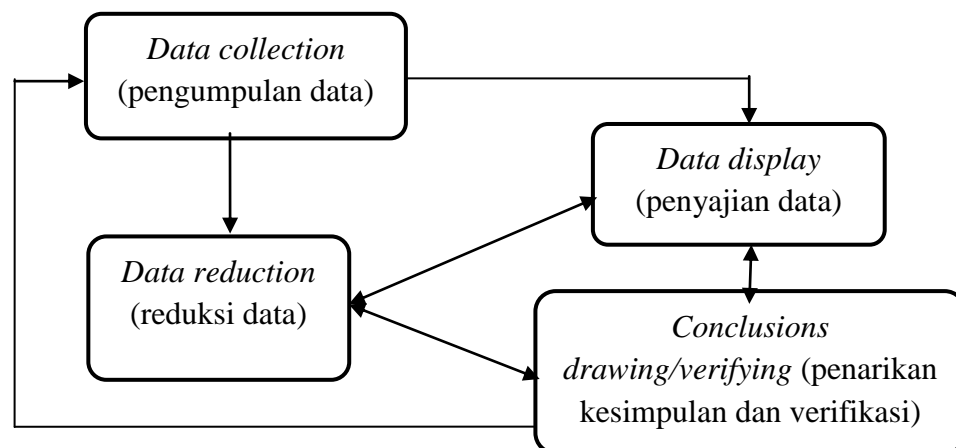 Data collection
(pengumpulan data)
Data display
(penyajian data)
Data reduction
(reduksi data)
Conclusions
drawing/verifying (penarikan
kesimpulan dan verifikasi)